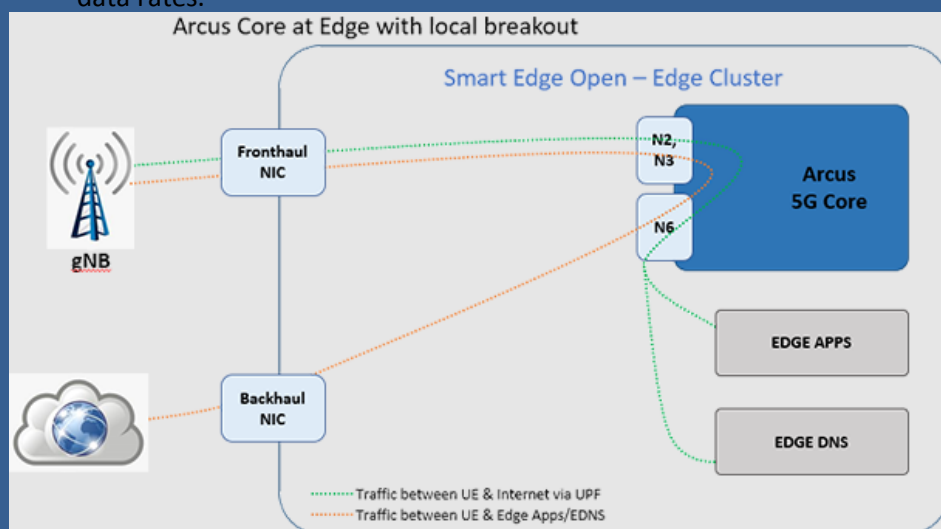 data rates.
Arcus Core at Edge with local breakout
Smart Edge Open – Edge Cluster
Fronthaul
NIC
N2,
N3
Arcus
5G Core
N6
gNB
EDGE APPS
Backhaul
NIC
EDGE DNS
Traffic between UE & Internet via UPF
Traffic between UE & Edge Apps/EDNS